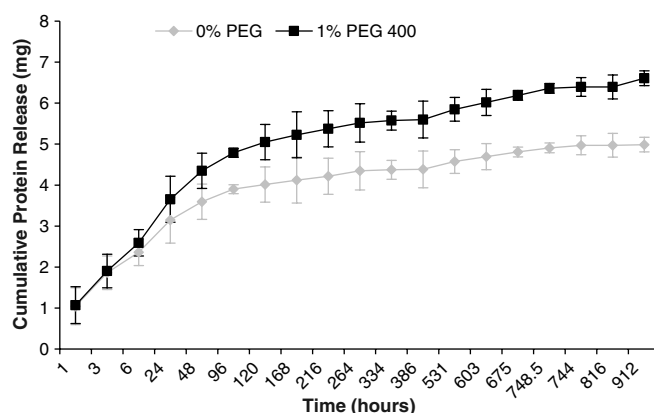 8
0% PEG
1% PEG 400
7
6
5
4
3
2
1
0
Cumulative Protein Release (mg)
1 3 6 24 48 96 120 168 216 264 334 386 531 603 675 748.5 744 816 912
Time (hours)